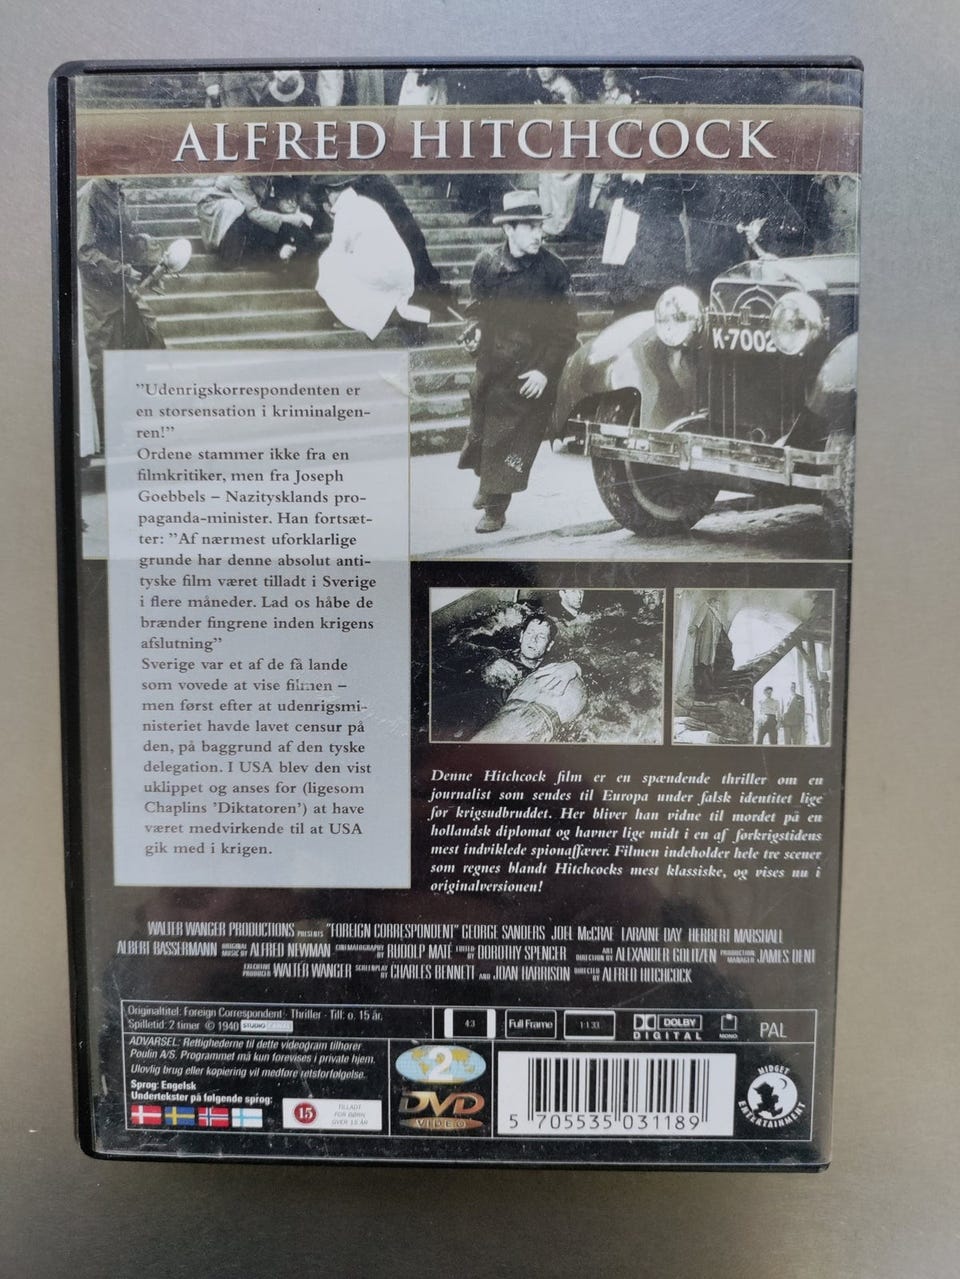 ALFRED HITCHCOCK
K-7002
"Udenrigskorrespondenten er
en storsensation i kriminalgen-
ren!"
Ordene stammer ikke fra en
filmkritiker, men fra Joseph
Goebbels – Nazitysklands pro-
paganda-minister. Han fortsæt-
ter: "Af nærmest uforklarlige
grunde har denne absolut anti-
tyske film været tilladt i Sverige
i flere måneder. Lad os håbe de
brænder fingrene inden krigens
afslutning"
Sverige var et af de få lande
som vovede at vise filmen –
men først efter at udenrigsmi-
nisteriet havde lavet censur på
den, på baggrund af den tyske
delegation. I USA blev den vist
uklippet og anses for (ligesom
Chaplins 'Diktatoren') at have
været medvirkende til at USA
gik med i krigen.
Denne Hitchcock film er en spændende thriller om en
journalist som sendes til Europa under falsk identitet lige
før krigsudbruddet. Her bliver han vidne til mordet på en
hollandsk diplomat og havner lige midt i en af førkrigstidens
mest indviklede spionaffærer. Filmen indeholder hele tre scener
som regnes blandt Hitchcocks mest klassiske, og vises nu i
originalversionen!
WALTER WANGER PRODUCTIONS PRESENTS "FOREIGN CORRESPONDENT" GEORGE SANDERS JOEL McCREA LARAINE DAY HERBERT MARSHALL
ALBERT BASSERMANN ORIGINAL MUSIC BY ALFRED NEWMAN CINEMATOGRAPHY BY RUDOLP MATÉ EDITED BY DOROTHY SPENCER ART DIRECTION BY ALEXANDER GOLITZEN PRODUCTION MANAGER JAMES DENT
EXECUTIVE PRODUCER WALTER WANGER SCREENPLAY BY CHARLES BENNETT AND JOAN HARRISON DIRECTED BY ALFRED HITCHCOCK
Originaltitel: Foreign Correspondent · Thriller · Till: o. 15 år,
Spilletid: 2 timer © 1940 STUDIO CANAL
4:3
Full Frame
1:1.33
DOLBY
DIGITAL
MONO
PAL
ADVARSEL: Rettighederne til dette videogram tilhører
Poulin A/S. Programmet må kun forevises i private hjem.
Ulovlig brug eller kopiering vil medføre retsforfølgelse.
Sprog: Engelsk
Undertekster på følgende sprog:
15
TILLADT
FOR BØRN
OVER 15 ÅR
2
DVD
VIDEO
5 705535 031189
MIDGET
ENTERTAINMENT